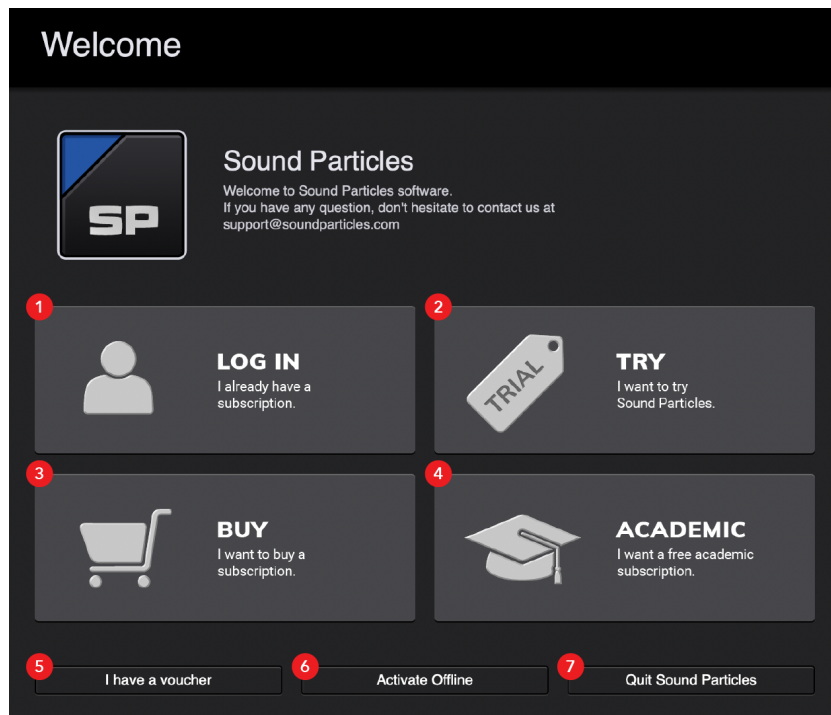 Welcome
SP
Sound Particles
Welcome to Sound Particles software.
If you have any question, don't hesitate to contact us at
support@soundparticles.com
1
LOG IN
I already have a
subscription.
2
TRIAL
TRY
I want to try
Sound Particles.
3
BUY
I want to buy a
subscription.
4
ACADEMIC
I want a free academic
subscription.
5
I have a voucher
6
Activate Offline
7
Quit Sound Particles